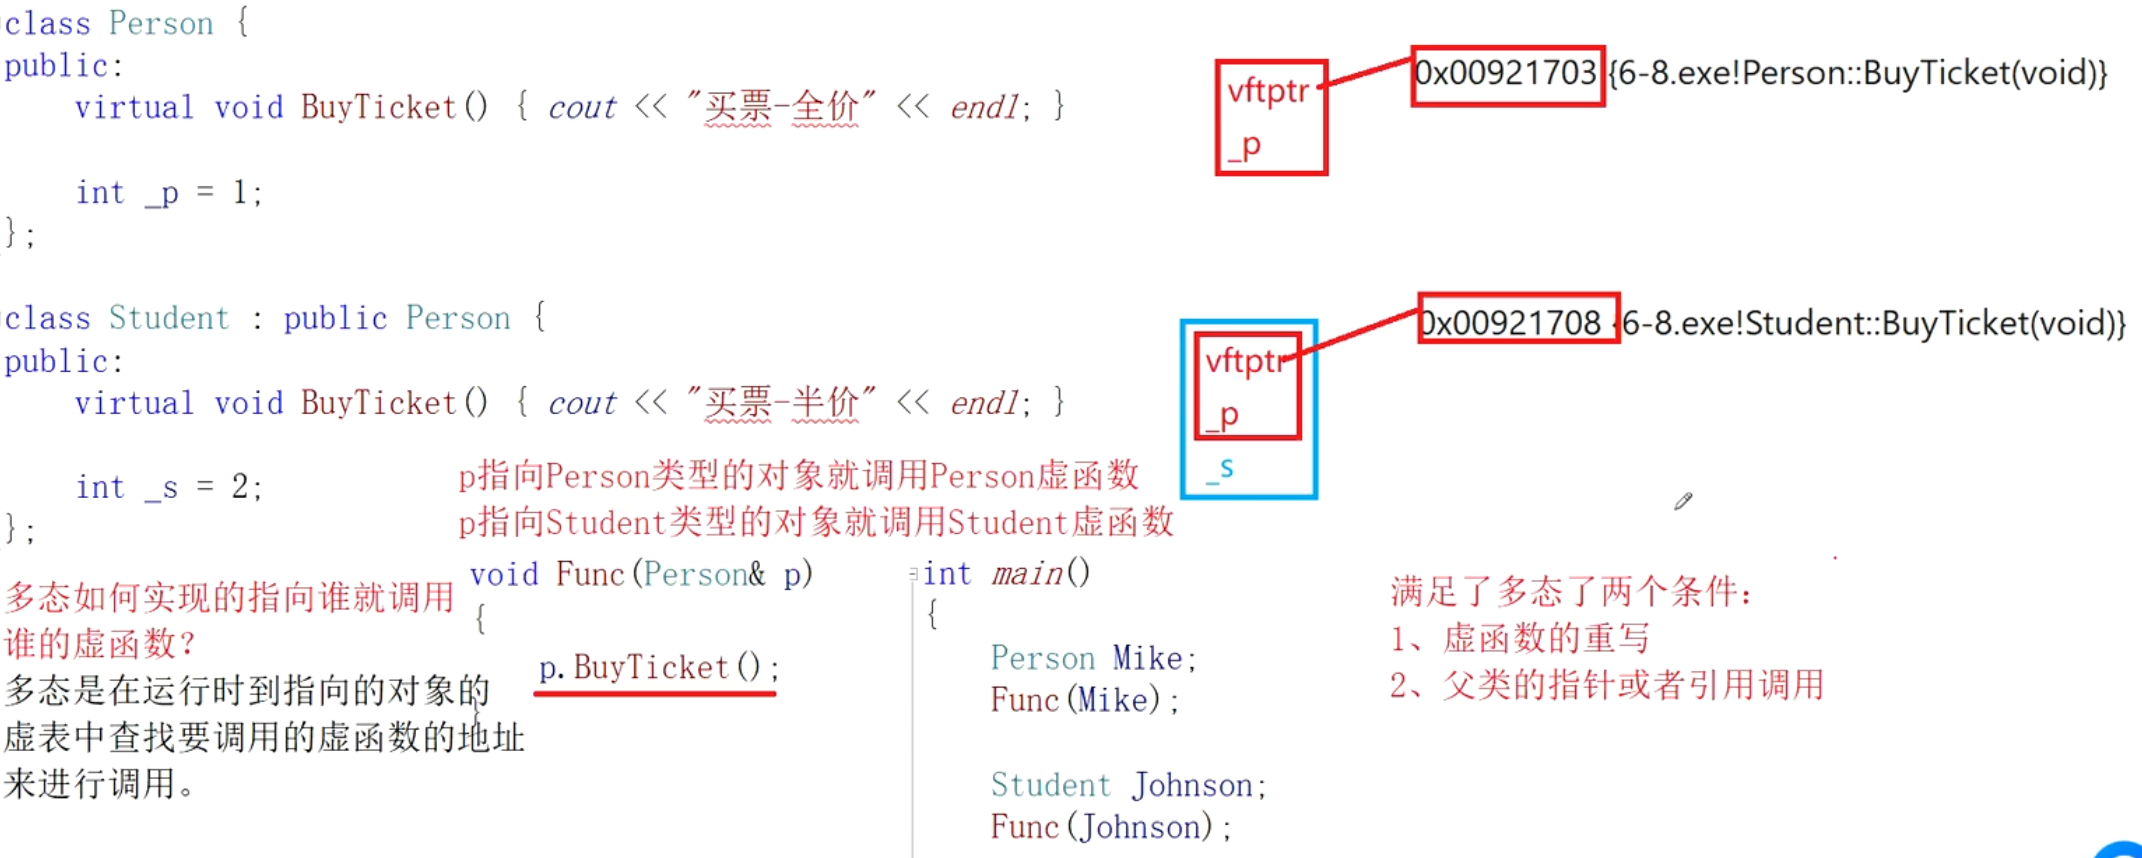 class Person {
public:
    virtual void BuyTicket() { cout << "买票-全价" << endl; }
    int _p = 1;
};
vftptr
_p
0x00921703 {6-8.exe!Person::BuyTicket(void)}
class Student : public Person {
public:
    virtual void BuyTicket() { cout << "买票-半价" << endl; }
    int _s = 2;
};
vftptr
_p
_s
0x00921708 {6-8.exe!Student::BuyTicket(void)}
p指向Person类型的对象就调用Person虚函数
p指向Student类型的对象就调用Student虚函数
多态如何实现的指向谁就调用
谁的虚函数?
多态是在运行时到指向的对象的
虚表中查找要调用的虚函数的地址
来进行调用。
void Func(Person& p)
{
    p.BuyTicket();
}
int main()
{
    Person Mike;
    Func(Mike);
    Student Johnson;
    Func(Johnson);
满足了多态了两个条件：
1、虚函数的重写
2、父类的指针或者引用调用